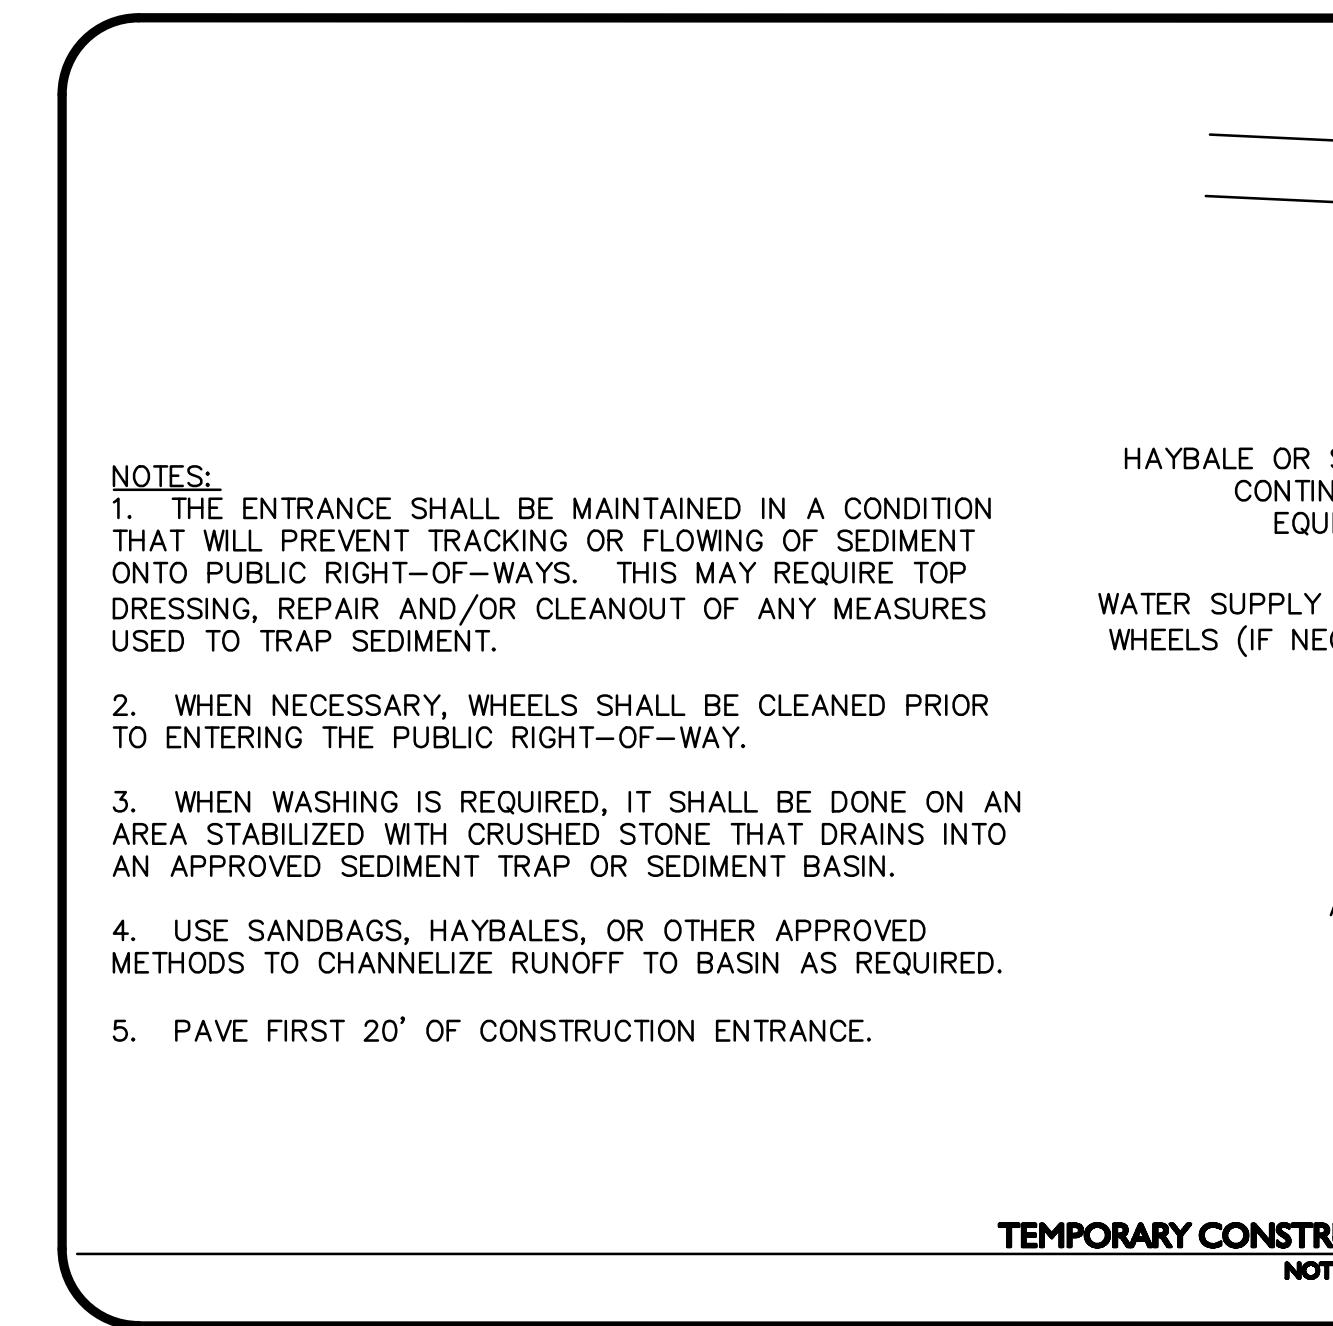 NOTES:
1. THE ENTRANCE SHALL BE MAINTAINED IN A CONDITION
THAT WILL PREVENT TRACKING OR FLOWING OF SEDIMENT
ONTO PUBLIC RIGHT-OF-WAYS. THIS MAY REQUIRE TOP
DRESSING, REPAIR AND/OR CLEANOUT OF ANY MEASURES
USED TO TRAP SEDIMENT.
2. WHEN NECESSARY, WHEELS SHALL BE CLEANED PRIOR
TO ENTERING THE PUBLIC RIGHT-OF-WAY.
3. WHEN WASHING IS REQUIRED, IT SHALL BE DONE ON AN
AREA STABILIZED WITH CRUSHED STONE THAT DRAINS INTO
AN APPROVED SEDIMENT TRAP OR SEDIMENT BASIN.
4. USE SANDBAGS, HAYBALES, OR OTHER APPROVED
METHODS TO CHANNELIZE RUNOFF TO BASIN AS REQUIRED.
5. PAVE FIRST 20' OF CONSTRUCTION ENTRANCE.
HAYBALE OR
CONTIN
EQUI
WATER SUPPLY
WHEELS (IF NEC
TEMPORARY CONSTR
NOT